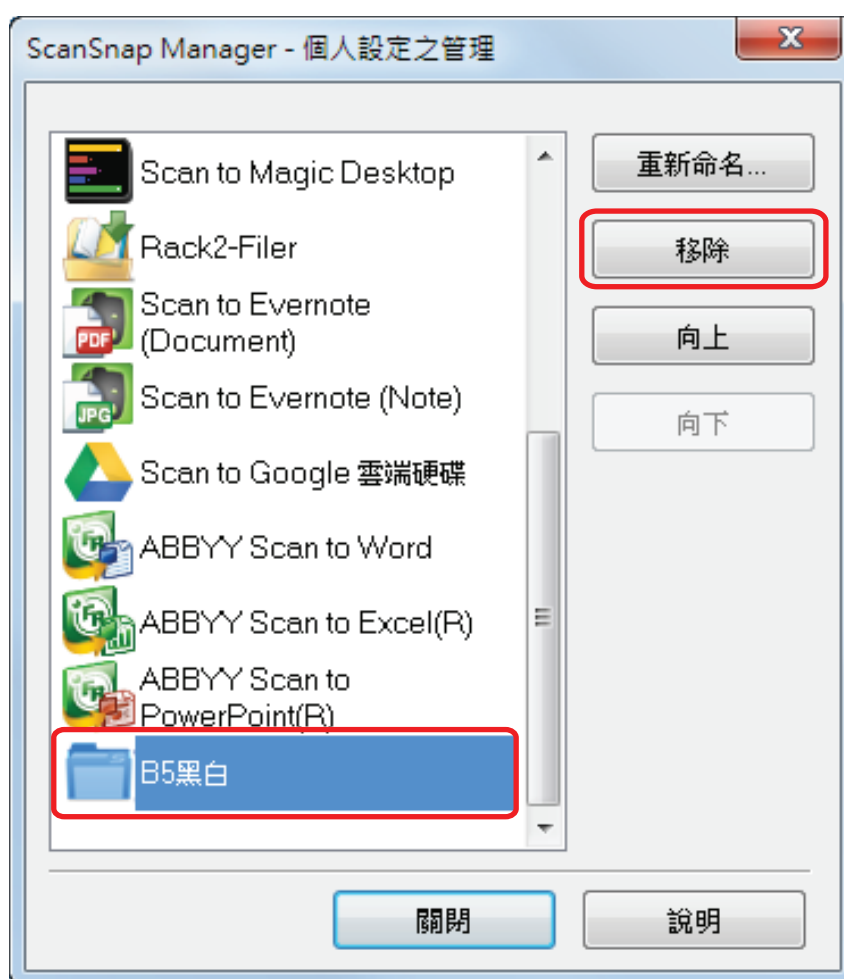 ScanSnap Manager - 個人設定之管理
Scan to Magic Desktop
Rack2-Filer
PDF
Scan to Evernote
(Document)
JPG
Scan to Evernote (Note)
Scan to Google 雲端硬碟
ABBYY Scan to Word
ABBYY Scan to Excel(R)
ABBYY Scan to
PowerPoint(R)
B5黑白
重新命名...
移除
向上
向下
關閉
說明